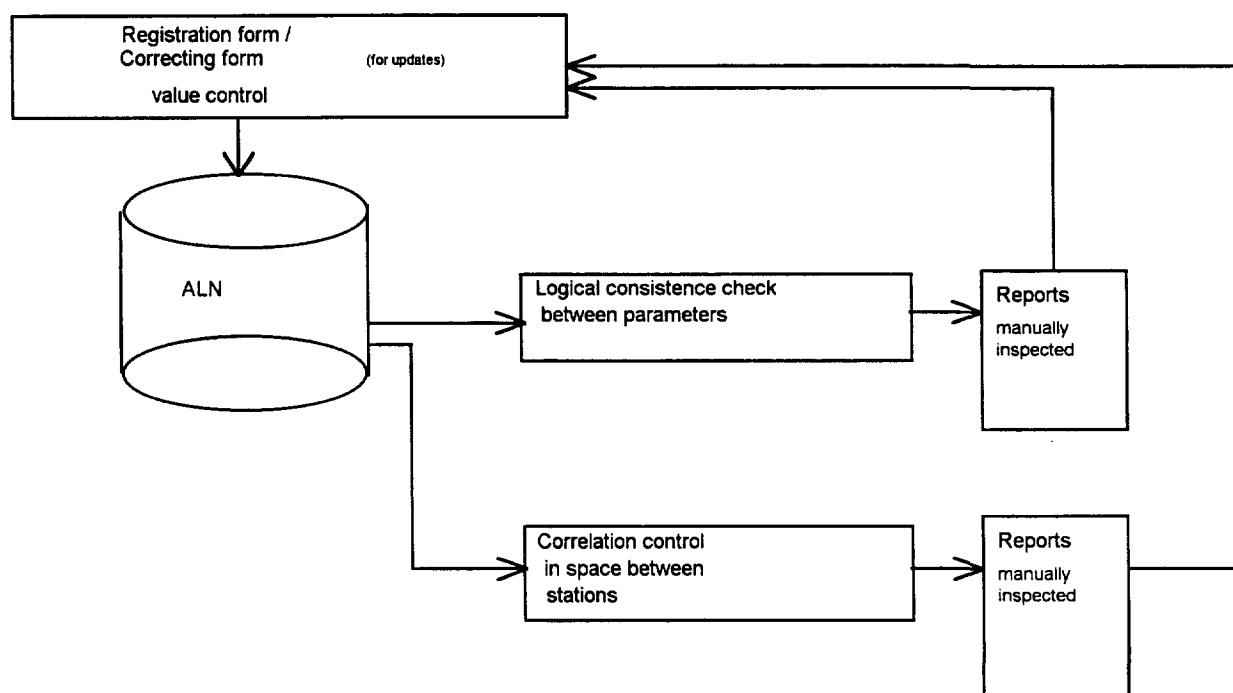 Registration form /
Correcting form (for updates)
value control
ALN
Logical consistence check
between parameters
Reports
manually
inspected
Correlation control
in space between
stations
Reports
manually
inspected